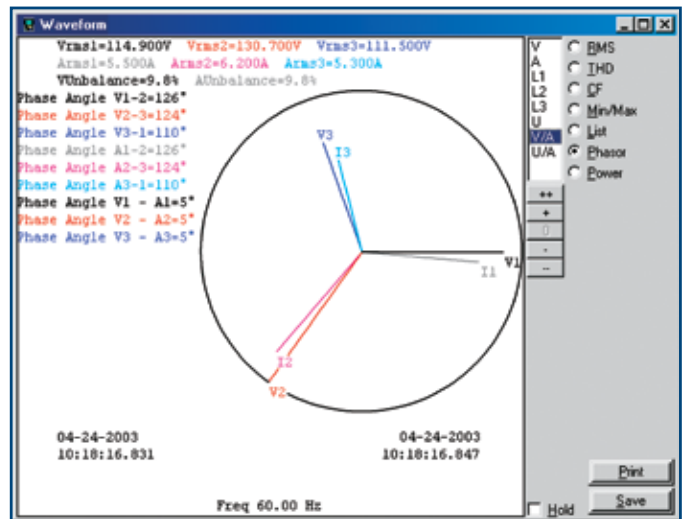 Waveform
Vrms1=114.900V Vrms2=130.700V Vrms3=111.500V
Arms1=5.500A Arms2=6.200A Arms3=5.300A
VUnbalance=9.8% AUnbalance=9.8%
Phase Angle V1-2=126°
Phase Angle V2-3=124°
Phase Angle V3-1=110°
Phase Angle A1-2=126°
Phase Angle A2-3=124°
Phase Angle A3-1=110°
Phase Angle V1 - A1=5°
Phase Angle V2 - A2=5°
Phase Angle V3 - A3=5°
V3
I3
V1
I1
I2
V2
04-24-2003
10:18:16.831
04-24-2003
10:18:16.847
Freq 60.00 Hz
V
A
L1
L2
L3
U
V/A
U/A
++
+
0
-
--
RMS
THD
CF
Min/Max
List
Phasor
Power
Print
Hold
Save